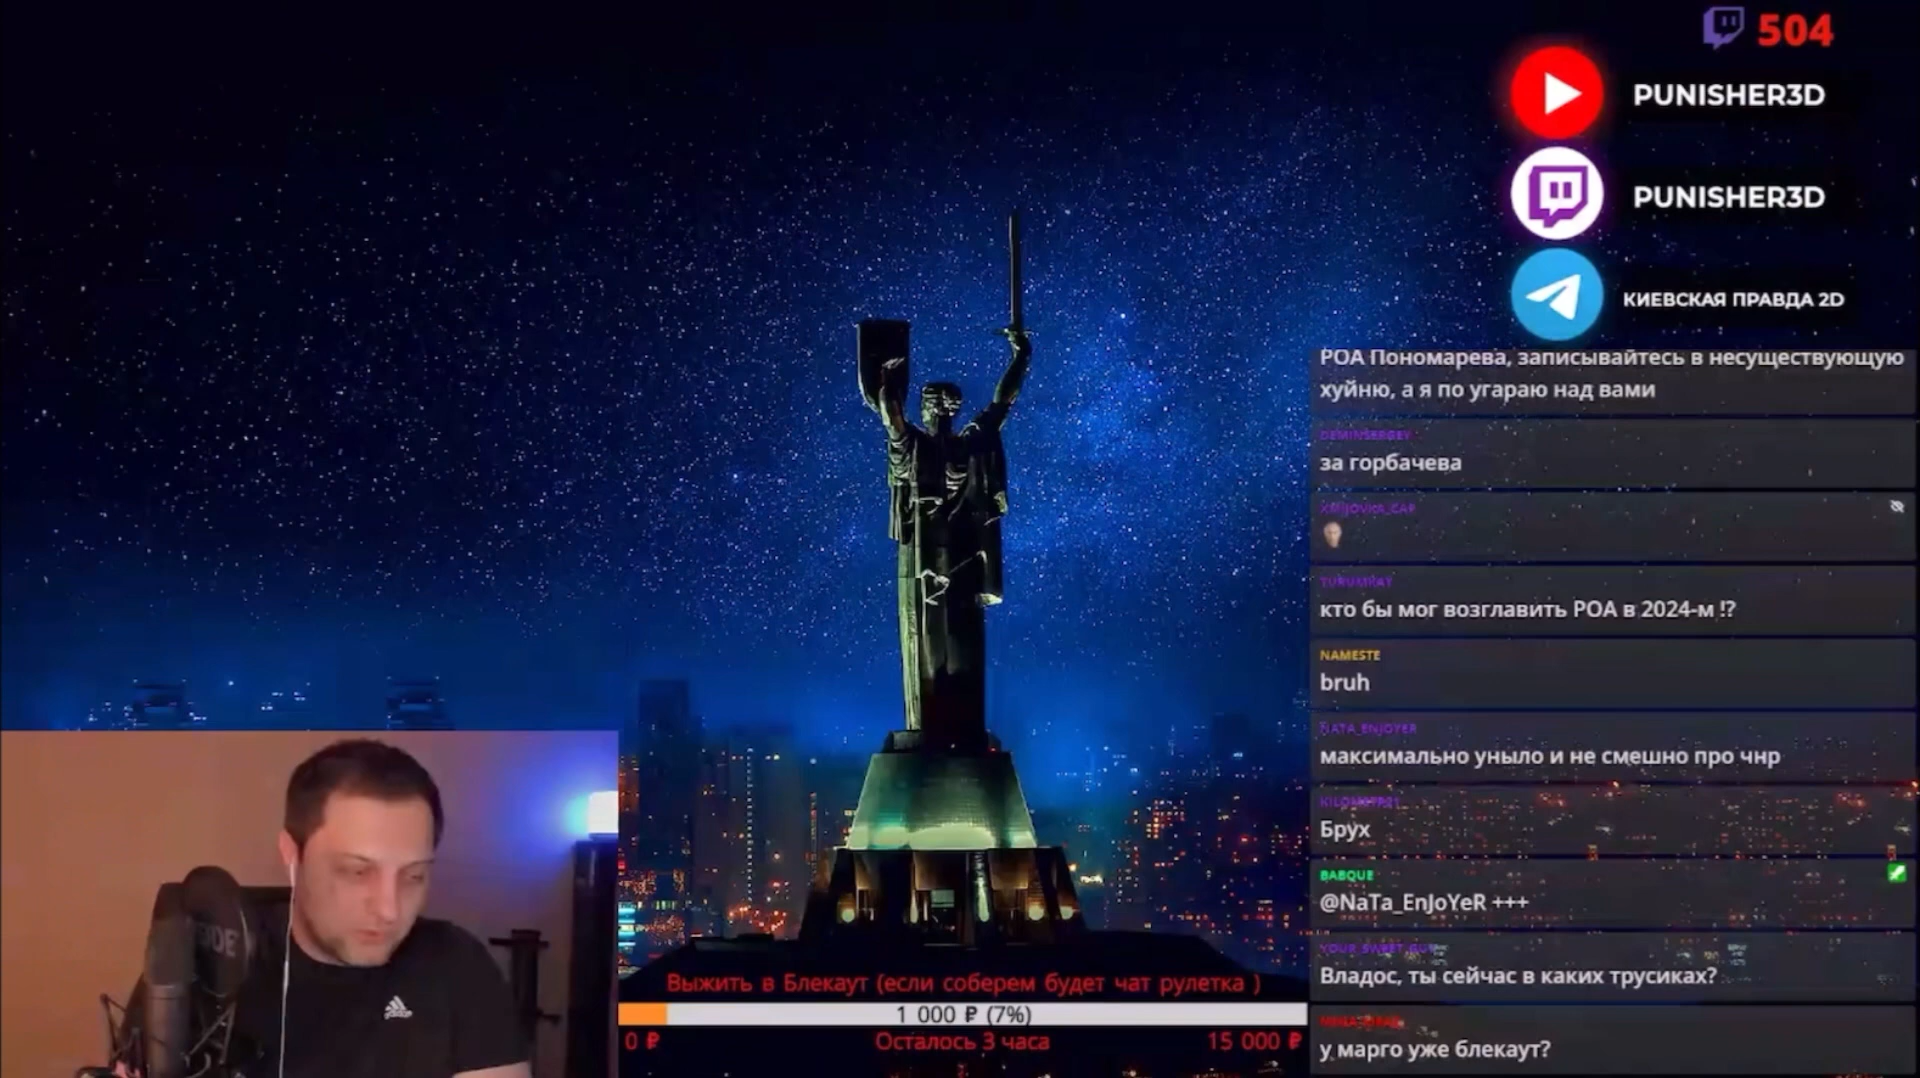 504
PUNISHER3D
PUNISHER3D
КИЕВСКАЯ ПРАВДА 2D
РОА Пономарева, записывайтесь в несуществующую
хуйню, а я по угараю над вами
DEMINSERGEY
за горбачева
TURUMPAY
кто бы мог возглавить РОА в 2024-м !?
NAMESTE
bruh
NATA_ENJOYER
максимально уныло и не смешно про чнр
Брух
BABQUE
@NaTa_EnJoYeR +++
Владос, ты сейчас в каких трусиках?
у марго уже блекаут?
Выжить в Блекаут (если соберем будет чат рулетка )
1 000 ₽ (7%)
0 ₽ Осталось 3 часа 15 000 ₽